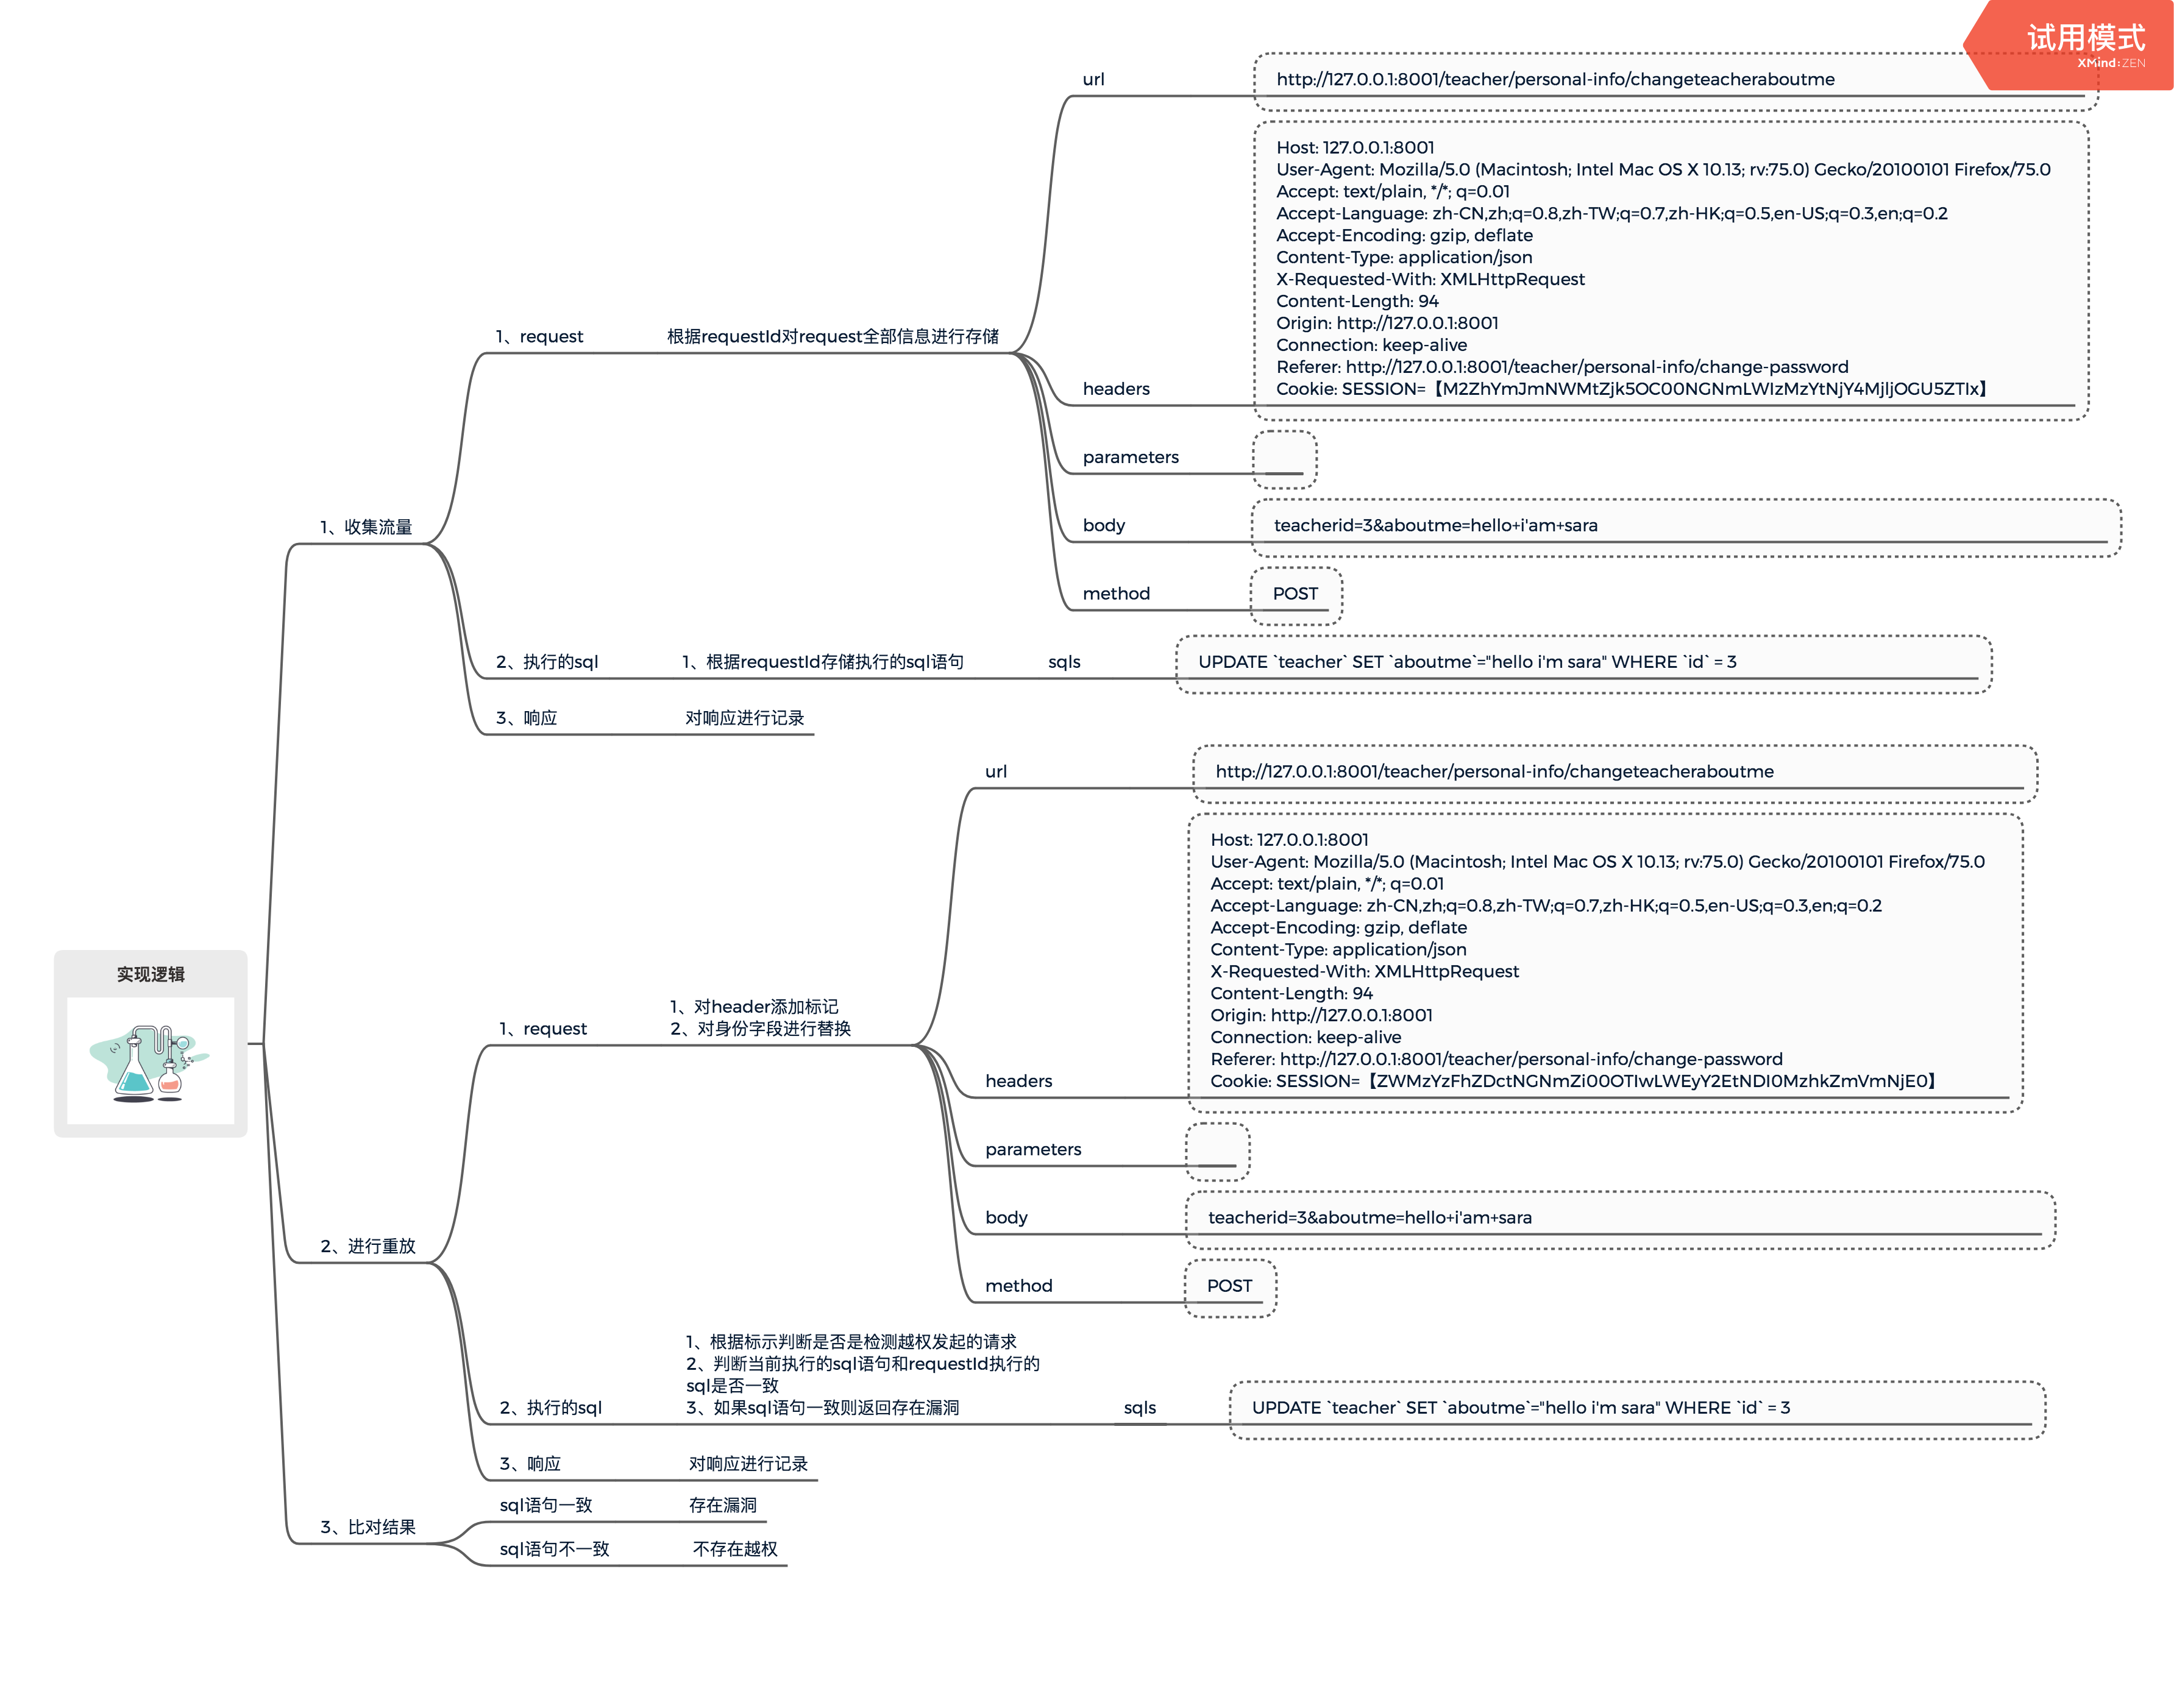 试用模式
XMind:ZEN
实现逻辑
1、收集流量
1、request
根据requestId对request全部信息进行存储
url
http://127.0.0.1:8001/teacher/personal-info/changeteacheraboutme
headers
Host: 127.0.0.1:8001
User-Agent: Mozilla/5.0 (Macintosh; Intel Mac OS X 10.13; rv:75.0) Gecko/20100101 Firefox/75.0
Accept: text/plain, */*; q=0.01
Accept-Language: zh-CN,zh;q=0.8,zh-TW;q=0.7,zh-HK;q=0.5,en-US;q=0.3,en;q=0.2
Accept-Encoding: gzip, deflate
Content-Type: application/json
X-Requested-With: XMLHttpRequest
Content-Length: 94
Origin: http://127.0.0.1:8001
Connection: keep-alive
Referer: http://127.0.0.1:8001/teacher/personal-info/change-password
Cookie: SESSION=【M2ZhYmJmNWMtZjk5OC00NGNmLWIzMzYtNjY4MjljOGU5ZTIx】
parameters
body
teacherid=3&aboutme=hello+i'am+sara
method
POST
2、执行的sql
1、根据requestId存储执行的sql语句
sqls
UPDATE `teacher` SET `aboutme`="hello i'm sara" WHERE `id` = 3
3、响应
对响应进行记录
2、进行重放
1、request
1、对header添加标记
2、对身份字段进行替换
url
http://127.0.0.1:8001/teacher/personal-info/changeteacheraboutme
headers
Host: 127.0.0.1:8001
User-Agent: Mozilla/5.0 (Macintosh; Intel Mac OS X 10.13; rv:75.0) Gecko/20100101 Firefox/75.0
Accept: text/plain, */*; q=0.01
Accept-Language: zh-CN,zh;q=0.8,zh-TW;q=0.7,zh-HK;q=0.5,en-US;q=0.3,en;q=0.2
Accept-Encoding: gzip, deflate
Content-Type: application/json
X-Requested-With: XMLHttpRequest
Content-Length: 94
Origin: http://127.0.0.1:8001
Connection: keep-alive
Referer: http://127.0.0.1:8001/teacher/personal-info/change-password
Cookie: SESSION=【ZWMzYzFhZDctNGNmZi00OTIwLWEyY2EtNDI0MzhkZmVmNjE0】
parameters
body
teacherid=3&aboutme=hello+i'am+sara
method
POST
2、执行的sql
1、根据标示判断是否是检测越权发起的请求
2、判断当前执行的sql语句和requestId执行的
sql是否一致
3、如果sql语句一致则返回存在漏洞
sqls
UPDATE `teacher` SET `aboutme`="hello i'm sara" WHERE `id` = 3
3、响应
对响应进行记录
3、比对结果
sql语句一致
存在漏洞
sql语句不一致
不存在越权